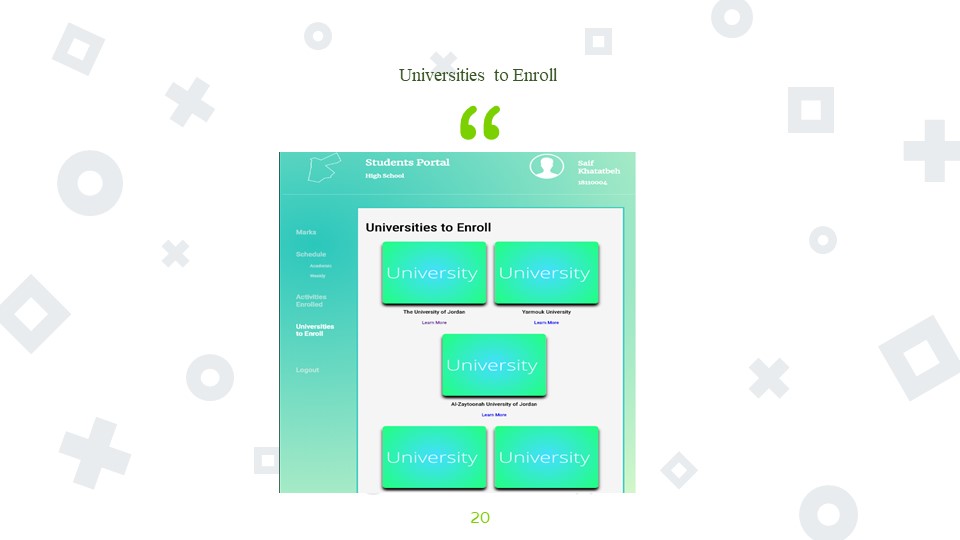 Universities to Enroll
“
Students Portal
High School
Saif
Khatatbeh
18110004
Marks
Schedule
Academic
Weekly
Activities
Enrolled
Universities
to Enroll
Logout
Universities to Enroll
University University
The University of Jordan Yarmouk University
Learn More Learn More
University
Al-Zaytoonah University of Jordan
Learn More
University University
20